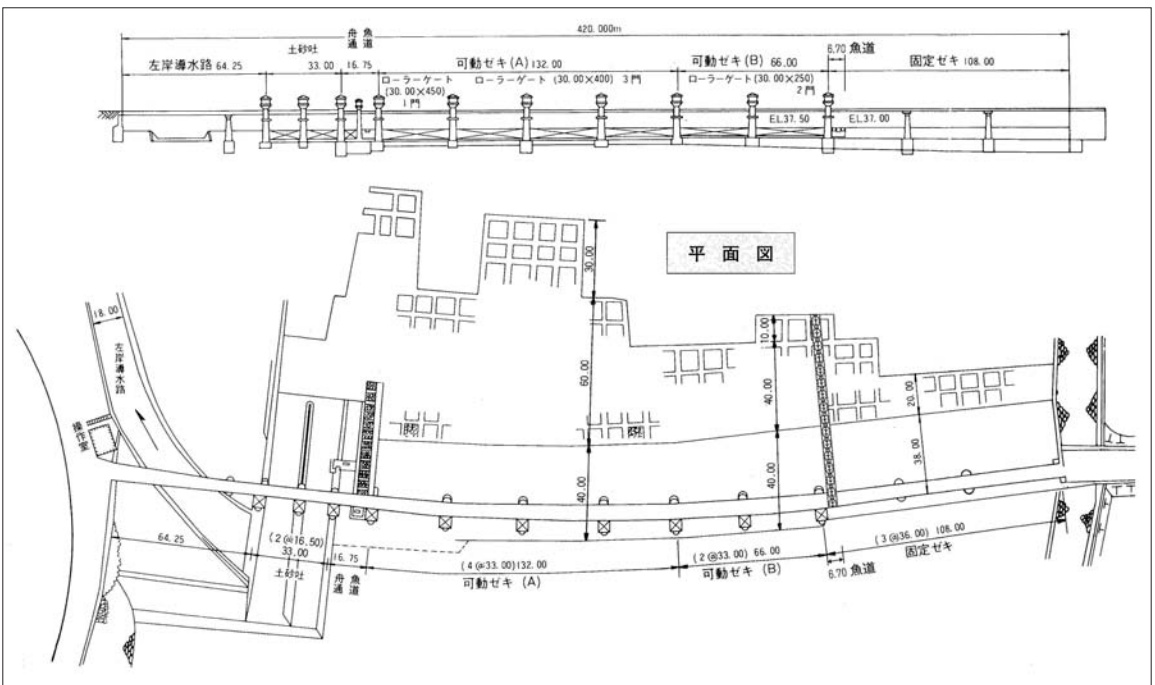 420.000m
土砂吐
舟通
魚道
6.70 魚道
左岸導水路 64.25
33.00
16.75
可動ゼキ(A) 132.00
可動ゼキ(B) 66.00
固定ゼキ 108.00
ローラーゲート
(30.00×450)
1門
ローラーゲート (30.00×400) 3門
ローラーゲート(30.00×250)
2門
EL37.50
EL37.00
平面図
30.00
18.00
左岸導水路
10.00
60.00
40.00
20.00
38.00
40.00
40.00
64.25
(2@16.50)
33.00
土砂吐
16.75
舟通
魚道
(4@33.00)132.00
可動ゼキ (A)
(2@33.00) 66.00
可動ゼキ (B)
(3@36.00) 108.00
固定ゼキ
6.70 魚道